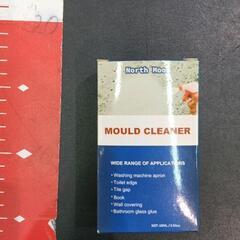 North Moon
MOULD CLEANER
WIDE RANGE OF APPLICATIONS
• Washing machine apron
• Toilet edge
• Tile gap
• Book
• Wall covering
• Bathroom glass glue